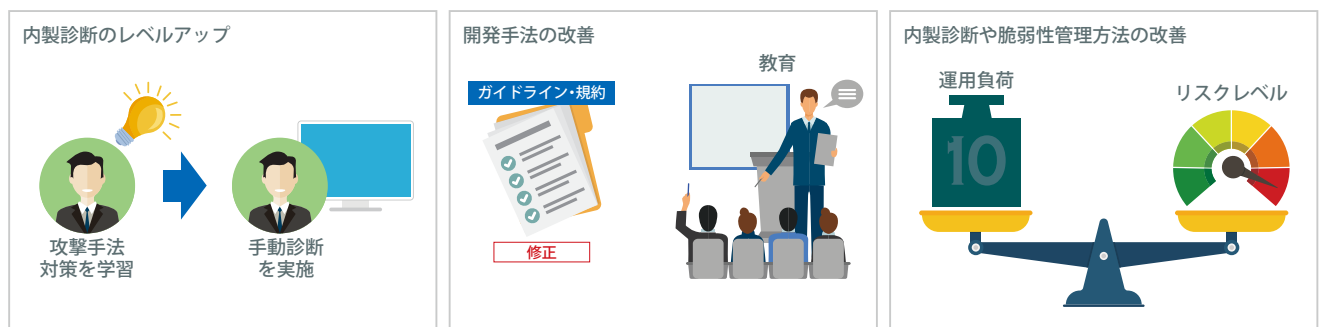 内製診断のレベルアップ
攻撃手法
対策を学習
手動診断
を実施
開発手法の改善
ガイドライン・規約
修正
教育
内製診断や脆弱性管理方法の改善
運用負荷
10
リスクレベル